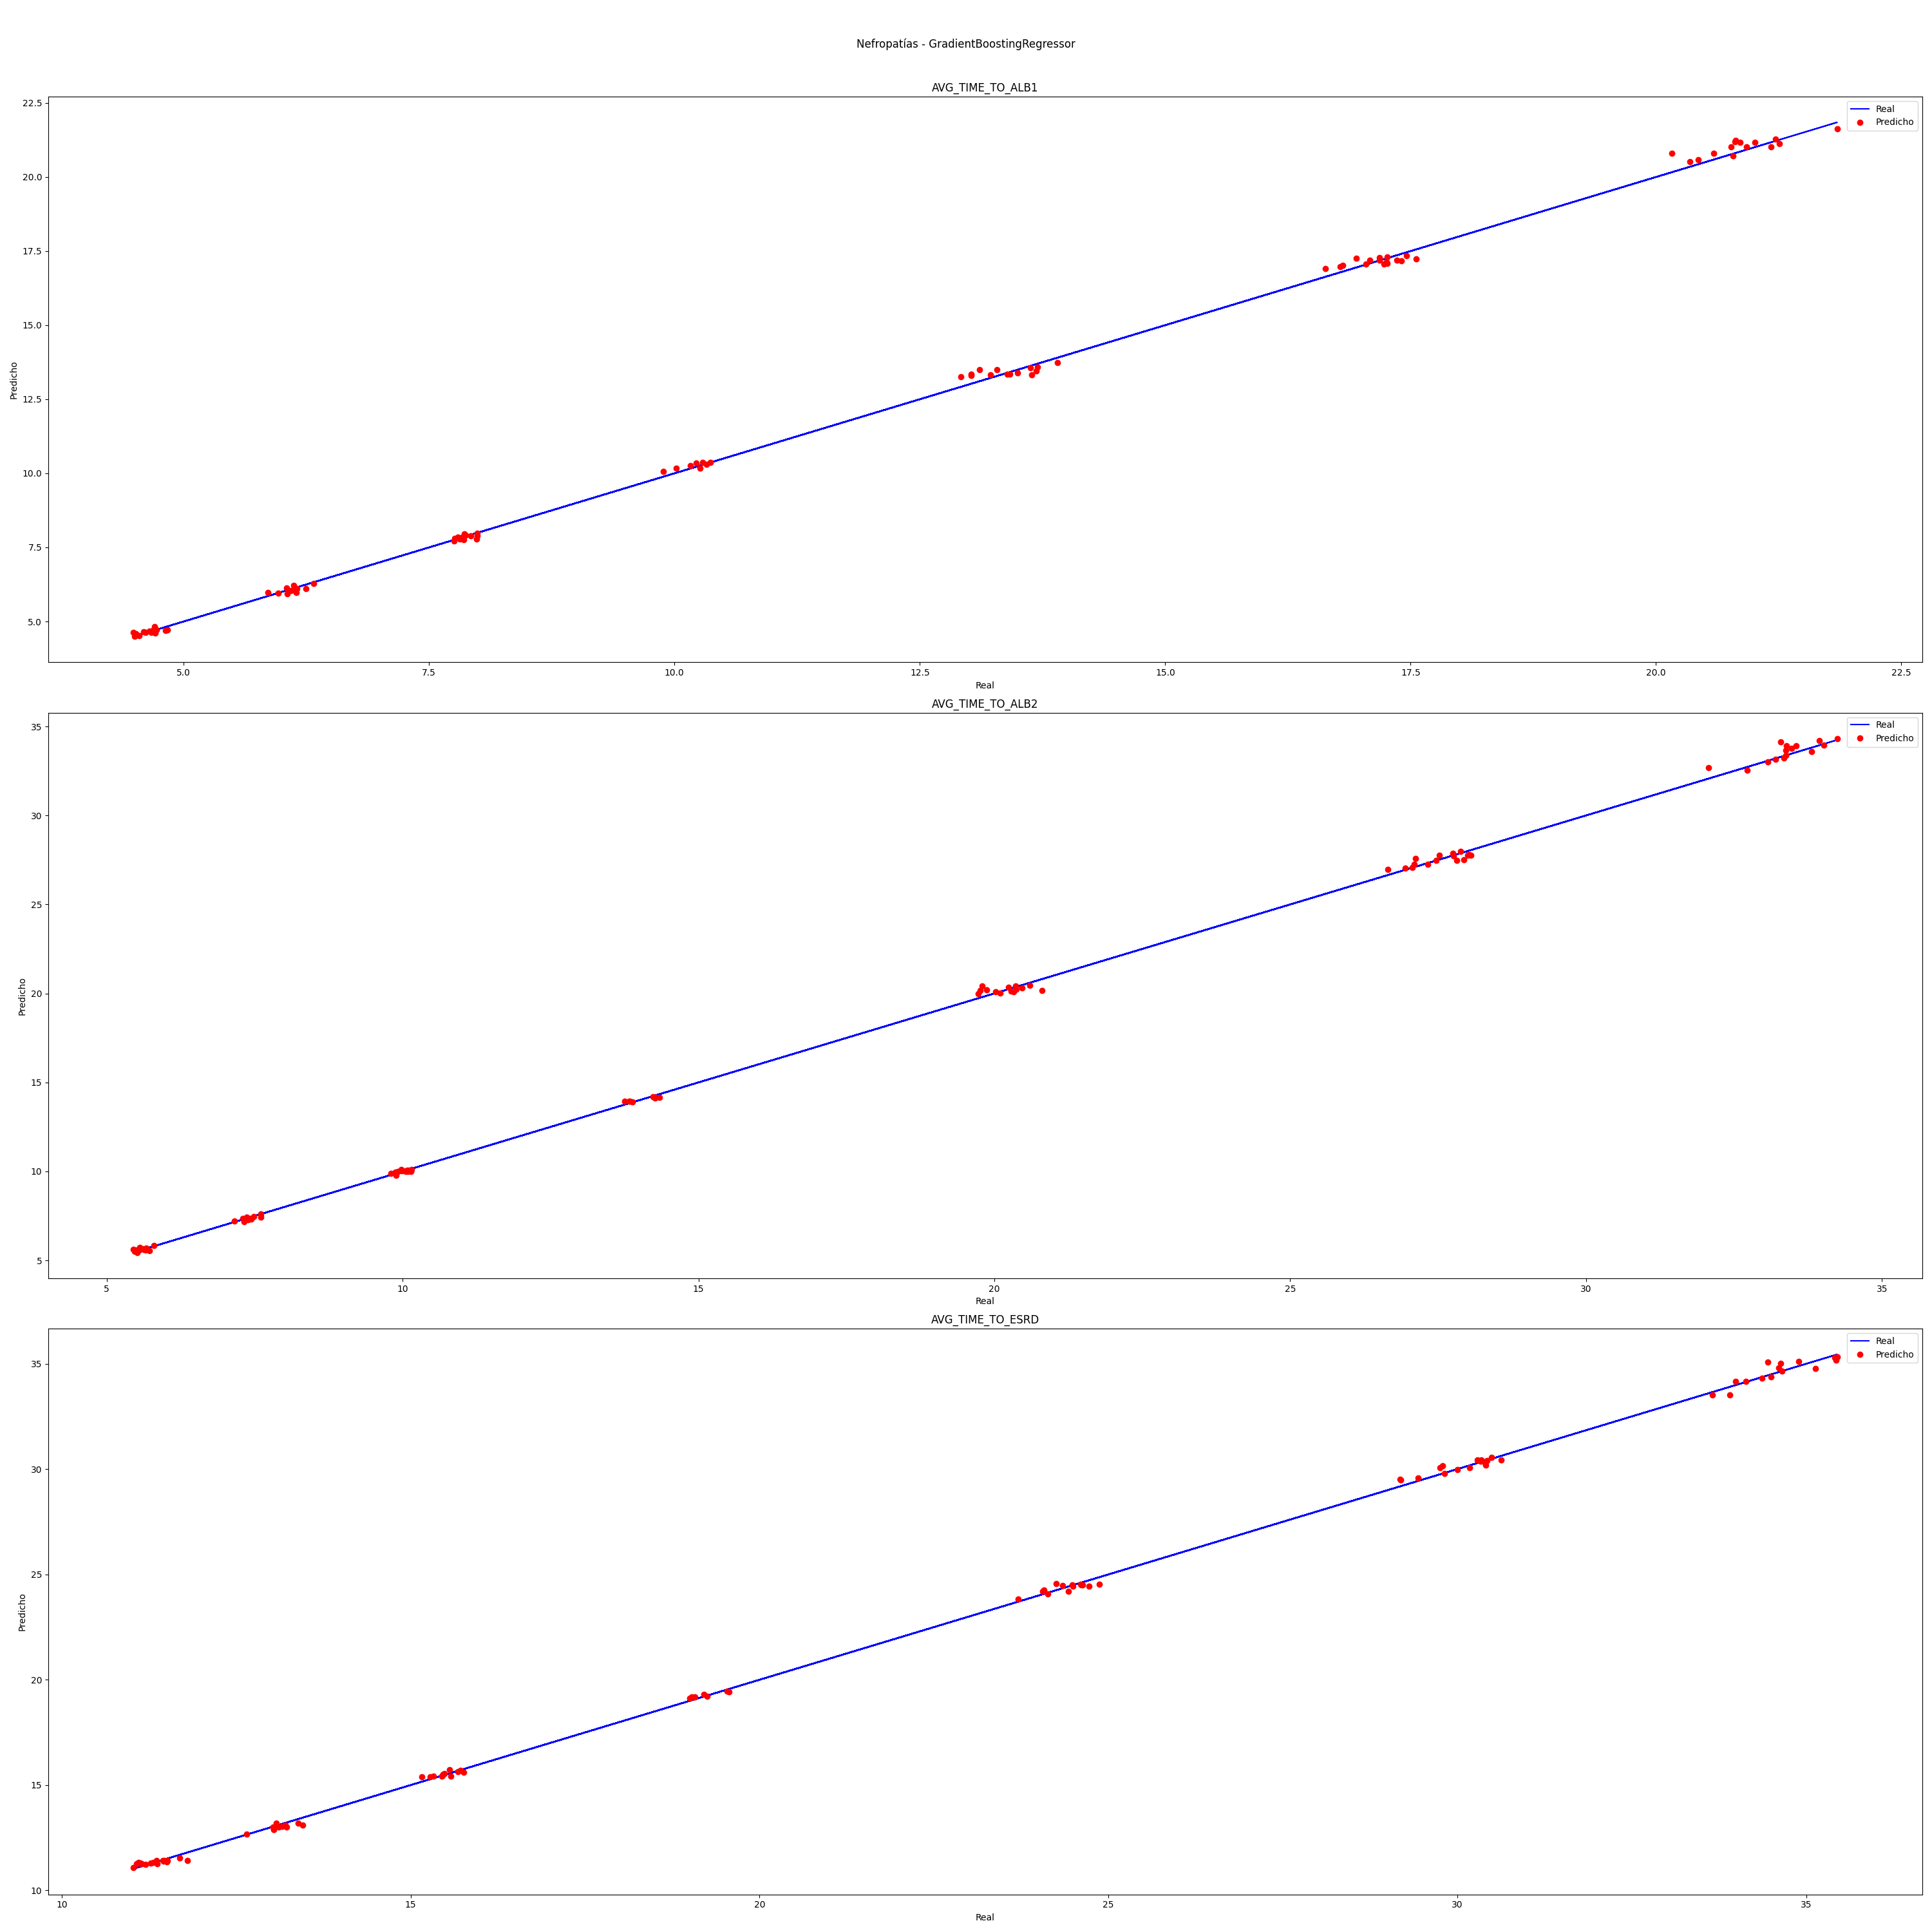 Nefropatías - GradientBoostingRegressor
AVG_TIME_TO_ALB1
22.5
20.0
17.5
15.0
12.5
10.0
7.5
5.0
Predicho
Real
Predicho
5.0 7.5 10.0 12.5 15.0 17.5 20.0 22.5
Real
AVG_TIME_TO_ALB2
35
30
25
20
15
10
5
Predicho
Real
Predicho
5 10 15 20 25 30 35
Real
AVG_TIME_TO_ESRD
35
30
25
20
15
10
Predicho
Real
Predicho
10 15 20 25 30 35
Real